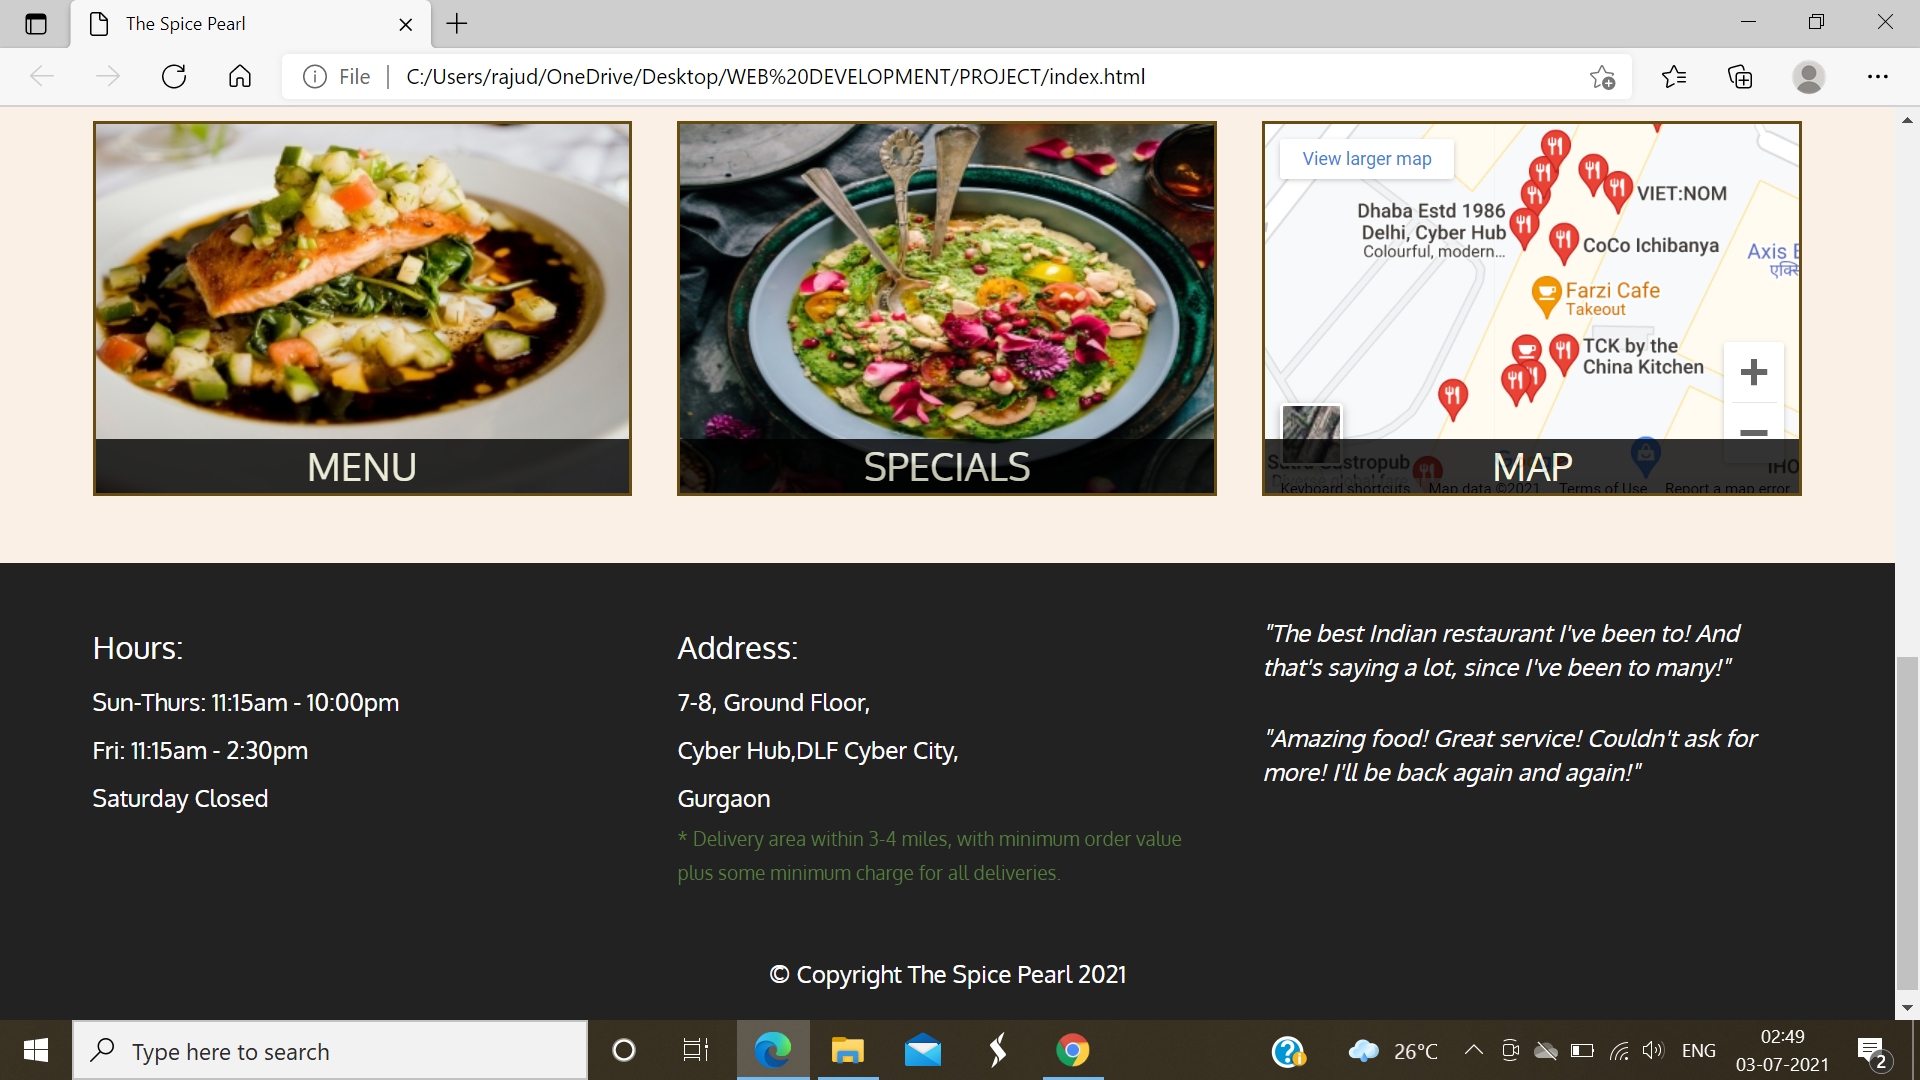 The Spice Pearl
File
C:/Users/rajud/OneDrive/Desktop/WEB%20DEVELOPMENT/PROJECT/index.html
MENU
SPECIALS
View larger map
VIET:NOM
Dhaba Estd 1986
Delhi, Cyber Hub
Colourful, modern...
CoCo Ichibanya
Axis
Farzi Cafe
Takeout
TCK by the
China Kitchen
IHO
MAP
Keyboard shortcuts Map data ©2021 Terms of Use Report a map error
Hours:
Sun-Thurs: 11:15am - 10:00pm
Fri: 11:15am - 2:30pm
Saturday Closed
Address:
7-8, Ground Floor,
Cyber Hub,DLF Cyber City,
Gurgaon
* Delivery area within 3-4 miles, with minimum order value
plus some minimum charge for all deliveries.
"The best Indian restaurant I've been to! And
that's saying a lot, since I've been to many!"
"Amazing food! Great service! Couldn't ask for
more! I'll be back again and again!"
© Copyright The Spice Pearl 2021
Type here to search
26°C
ENG
02:49
03-07-2021
2